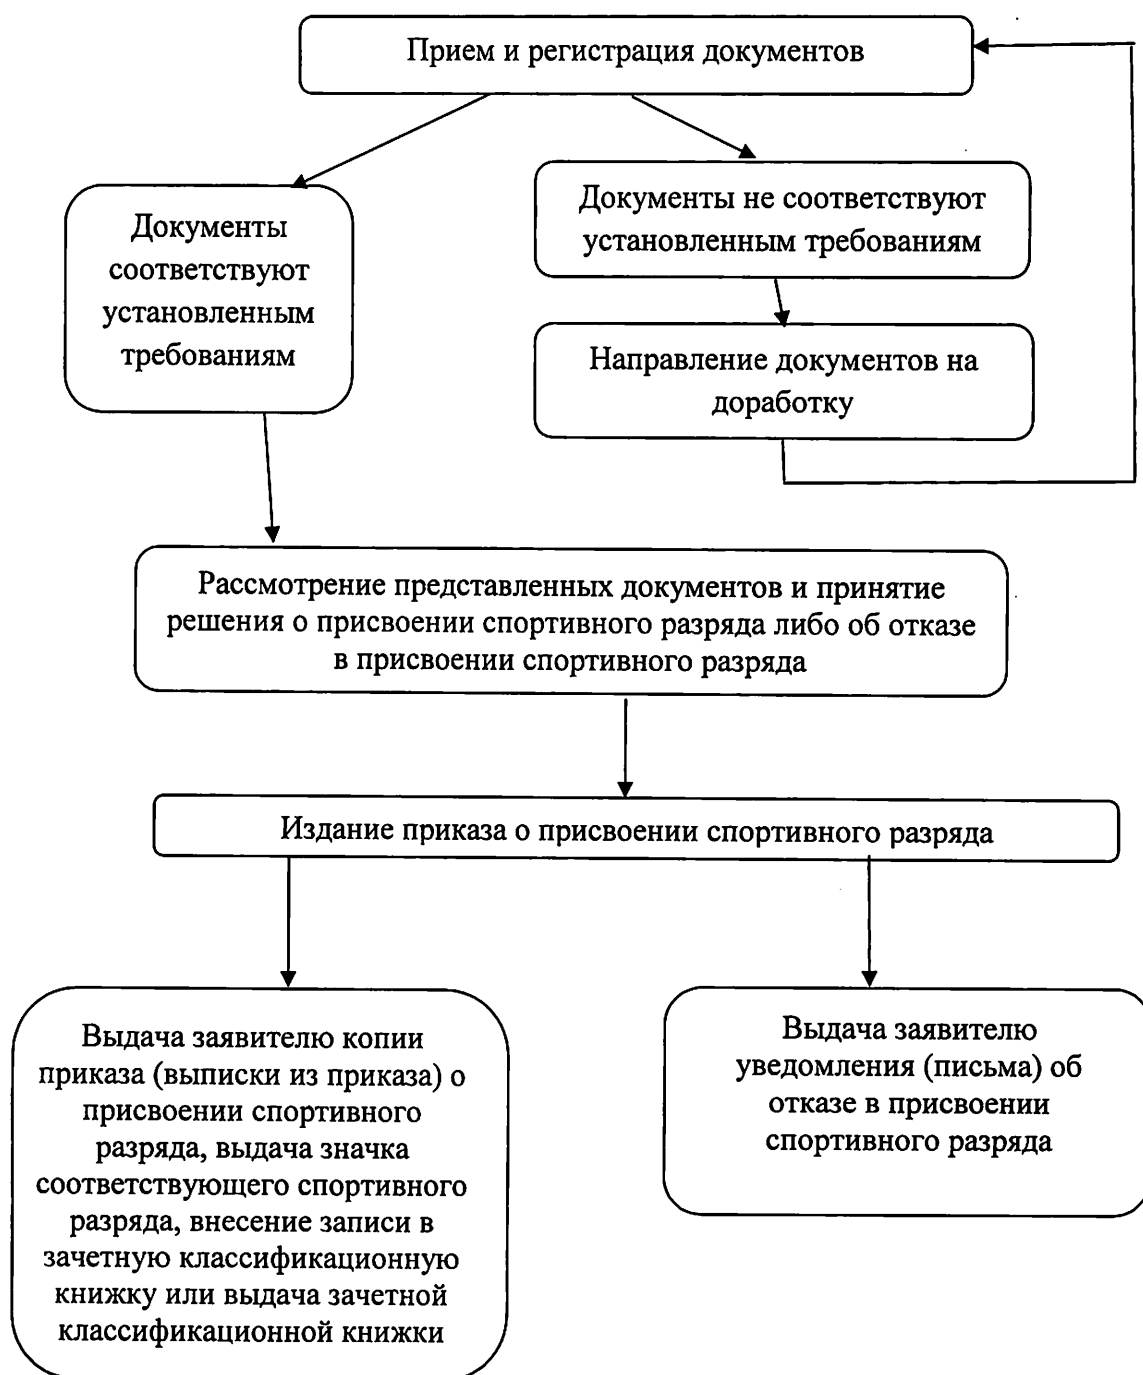 Прием и регистрация документов
Документы
соответствуют
установленным
требованиям
Документы не соответствуют
установленным требованиям
Направление документов на
доработку
Рассмотрение представленных документов и принятие
решения о присвоении спортивного разряда либо об отказе
в присвоении спортивного разряда
Издание приказа о присвоении спортивного разряда
Выдача заявителю копии
приказа (выписки из приказа) о
присвоении спортивного
разряда, выдача значка
соответствующего спортивного
разряда, внесение записи в
зачетную классификационную
книжку или выдача зачетной
классификационной книжки
Выдача заявителю
уведомления (письма) об
отказе в присвоении
спортивного разряда